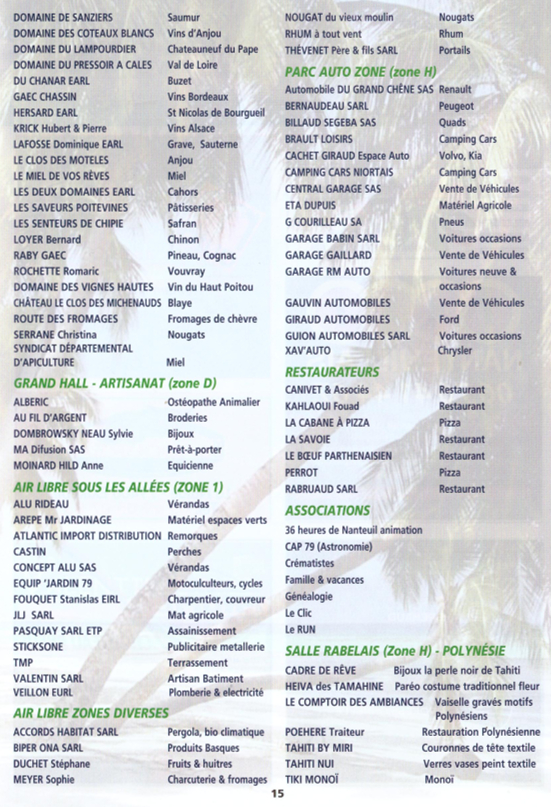 DOMAINE DE SANZIERS Saumur
DOMAINE DES COTEAUX BLANCS Vins d'Anjou
DOMAINE DU LAMPOURDIER Chateauneuf du Pape
DOMAINE DU PRESSOIR A CALES Val de Loire
DU CHANAR EARL Buzet
GAEC CHASSIN Vins Bordeaux
HERSARD EARL St Nicolas de Bourgueil
KRICK Hubert & Pierre Vins Alsace
LAFOSSE Dominique EARL Grave, Sauterne
LE CLOS DES MOTELES Anjou
LE MIEL DE VOS RÊVES Miel
LES DEUX DOMAINES EARL Cahors
LES SAVEURS POITEVINES Pâtisseries
LES SENTEURS DE CHIPIE Safran
LOYER Bernard Chinon
RABY GAEC Pineau, Cognac
ROCHETTE Romaric Vouvray
DOMAINE DES VIGNES HAUTES Vin du Haut Poitou
CHÂTEAU LE CLOS DES MICHENAUDS Blaye
ROUTE DES FROMAGES Fromages de chèvre
SERRANE Christina Nougats
SYNDICAT DÉPARTEMENTAL
D'APICULTURE Miel
GRAND HALL - ARTISANAT (zone D)
ALBERIC Ostéopathe Animalier
AU FIL D'ARGENT Broderies
DOMBROWSKY NEAU Sylvie Bijoux
MA Difusion SAS Prêt-à-porter
MOINARD HILD Anne Equicienne
AIR LIBRE SOUS LES ALLÉES (ZONE 1)
ALU RIDEAU Vérandas
AREPE Mr JARDINAGE Matériel espaces verts
ATLANTIC IMPORT DISTRIBUTION Remorques
CASTIN Perches
CONCEPT ALU SAS Vérandas
EQUIP 'JARDIN 79 Motoculculteurs, cycles
FOUQUET Stanislas EIRL Charpentier, couvreur
JLJ SARL Mat agricole
PASQUAY SARL ETP Assainissement
STICKSONE Publicitaire metallerie
TMP Terrassement
VALENTIN SARL Artisan Batiment
VEILLON EURL Plomberie & electricité
AIR LIBRE ZONES DIVERSES
ACCORDS HABITAT SARL Pergola, bio climatique
BIPER ONA SARL Produits Basques
DUCHET Stéphane Fruits & huitres
MEYER Sophie Charcuterie & fromages
NOUGAT du vieux moulin Nougats
RHUM à tout vent Rhum
THÉVENET Père & fils SARL Portails
PARC AUTO ZONE (zone H)
Automobile DU GRAND CHÊNE SAS Renault
BERNAUDEAU SARL Peugeot
BILLAUD SEGEBA SAS Quads
BRAULT LOISIRS Camping Cars
CACHET GIRAUD Espace Auto Volvo, Kia
CAMPING CARS NIORTAIS Camping Cars
CENTRAL GARAGE SAS Vente de Véhicules
ETA DUPUIS Matériel Agricole
G COURILLEAU SA Pneus
GARAGE BABIN SARL Voitures occasions
GARAGE GAILLARD Vente de Véhicules
GARAGE RM AUTO Voitures neuve &
occasions
GAUVIN AUTOMOBILES Vente de Véhicules
GIRAUD AUTOMOBILES Ford
GUION AUTOMOBILES SARL Voitures occasions
XAV'AUTO Chrysler
RESTAURATEURS
CANIVET & Associés Restaurant
KAHLAOUI Fouad Restaurant
LA CABANE À PIZZA Pizza
LA SAVOIE Restaurant
LE BŒUF PARTHENAISIEN Restaurant
PERROT Pizza
RABRUAUD SARL Restaurant
ASSOCIATIONS
36 heures de Nanteuil animation
CAP 79 (Astronomie)
Crématistes
Famille & vacances
Généalogie
Le Clic
Le RUN
SALLE RABELAIS (Zone H) - POLYNÉSIE
CADRE DE RÊVE Bijoux la perle noir de Tahiti
HEIVA des TAMAHINE Paréo costume traditionnel fleur
LE COMPTOIR DES AMBIANCES Vaiselle gravés motifs
Polynésiens
POEHERE Traiteur Restauration Polynésienne
TAHITI BY MIRI Couronnes de tête textile
TAHITI NUI Verres vases peint textile
TIKI MONOÏ Monoï
15